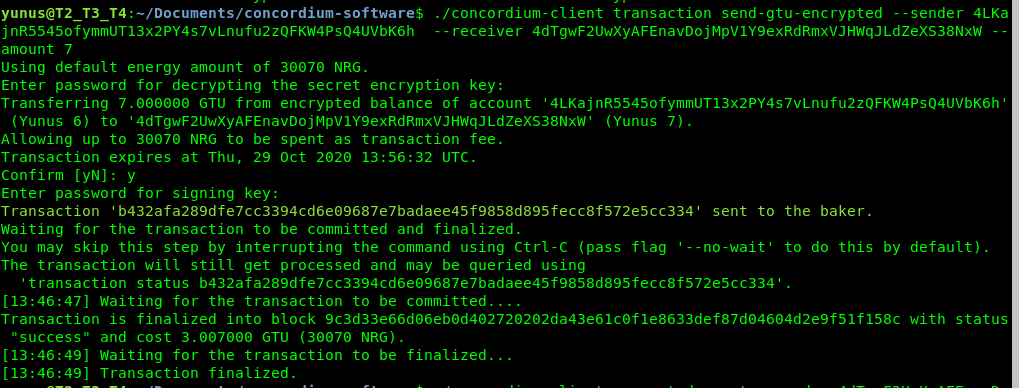 yunus@T2_T3_T4:~/Documents/concordium-software$ ./concordium-client transaction send-gtu-encrypted --sender 4LKa
jnR5545ofymmUT13x2PY4s7vLnufu2zQFKW4PsQ4UVbK6h  --receiver 4dTgwF2UwXyAFEnavDojMpV1Y9exRdRmxVJHWqJLdZeXS38NxW --
amount 7
Using default energy amount of 30070 NRG.
Enter password for decrypting the secret encryption key:
Transferring 7.000000 GTU from encrypted balance of account '4LKajnR5545ofymmUT13x2PY4s7vLnufu2zQFKW4PsQ4UVbK6h'
 (Yunus 6) to '4dTgwF2UwXyAFEnavDojMpV1Y9exRdRmxVJHWqJLdZeXS38NxW' (Yunus 7).
Allowing up to 30070 NRG to be spent as transaction fee.
Transaction expires at Thu, 29 Oct 2020 13:56:32 UTC.
Confirm [yN]: y
Enter password for signing key:
Transaction 'b432afa289dfe7cc3394cd6e09687e7badaee45f9858d895fecc8f572e5cc334' sent to the baker.
Waiting for the transaction to be committed and finalized.
You may skip this step by interrupting the command using Ctrl-C (pass flag '--no-wait' to do this by default).
The transaction will still get processed and may be queried using
  'transaction status b432afa289dfe7cc3394cd6e09687e7badaee45f9858d895fecc8f572e5cc334'.
[13:46:47] Waiting for the transaction to be committed....
Transaction is finalized into block 9c3d33e66d06eb0d402720202da43e61c0f1e8633def87d04604d2e9f51f158c with status
 "success" and cost 3.007000 GTU (30070 NRG).
[13:46:49] Waiting for the transaction to be finalized...
[13:46:49] Transaction finalized.